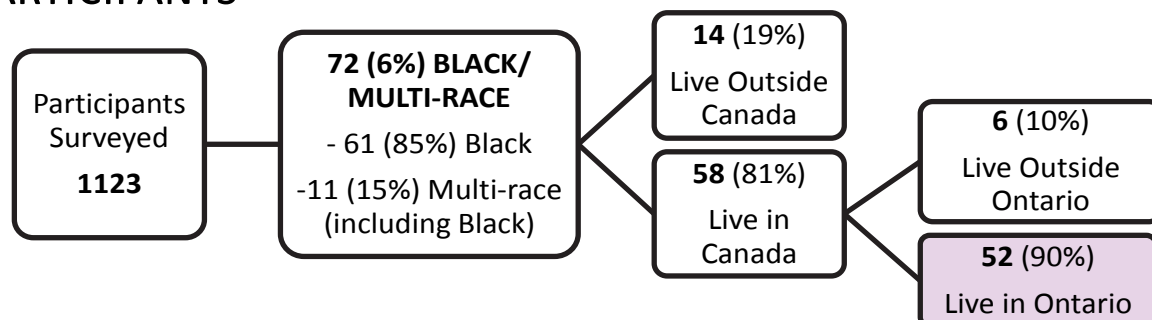 Participants
Surveyed
1123
72 (6%) BLACK/
MULTI-RACE
- 61 (85%) Black
-11 (15%) Multi-race
(including Black)
14 (19%)
Live Outside
Canada
58 (81%)
Live in
Canada
6 (10%)
Live Outside
Ontario
52 (90%)
Live in Ontario